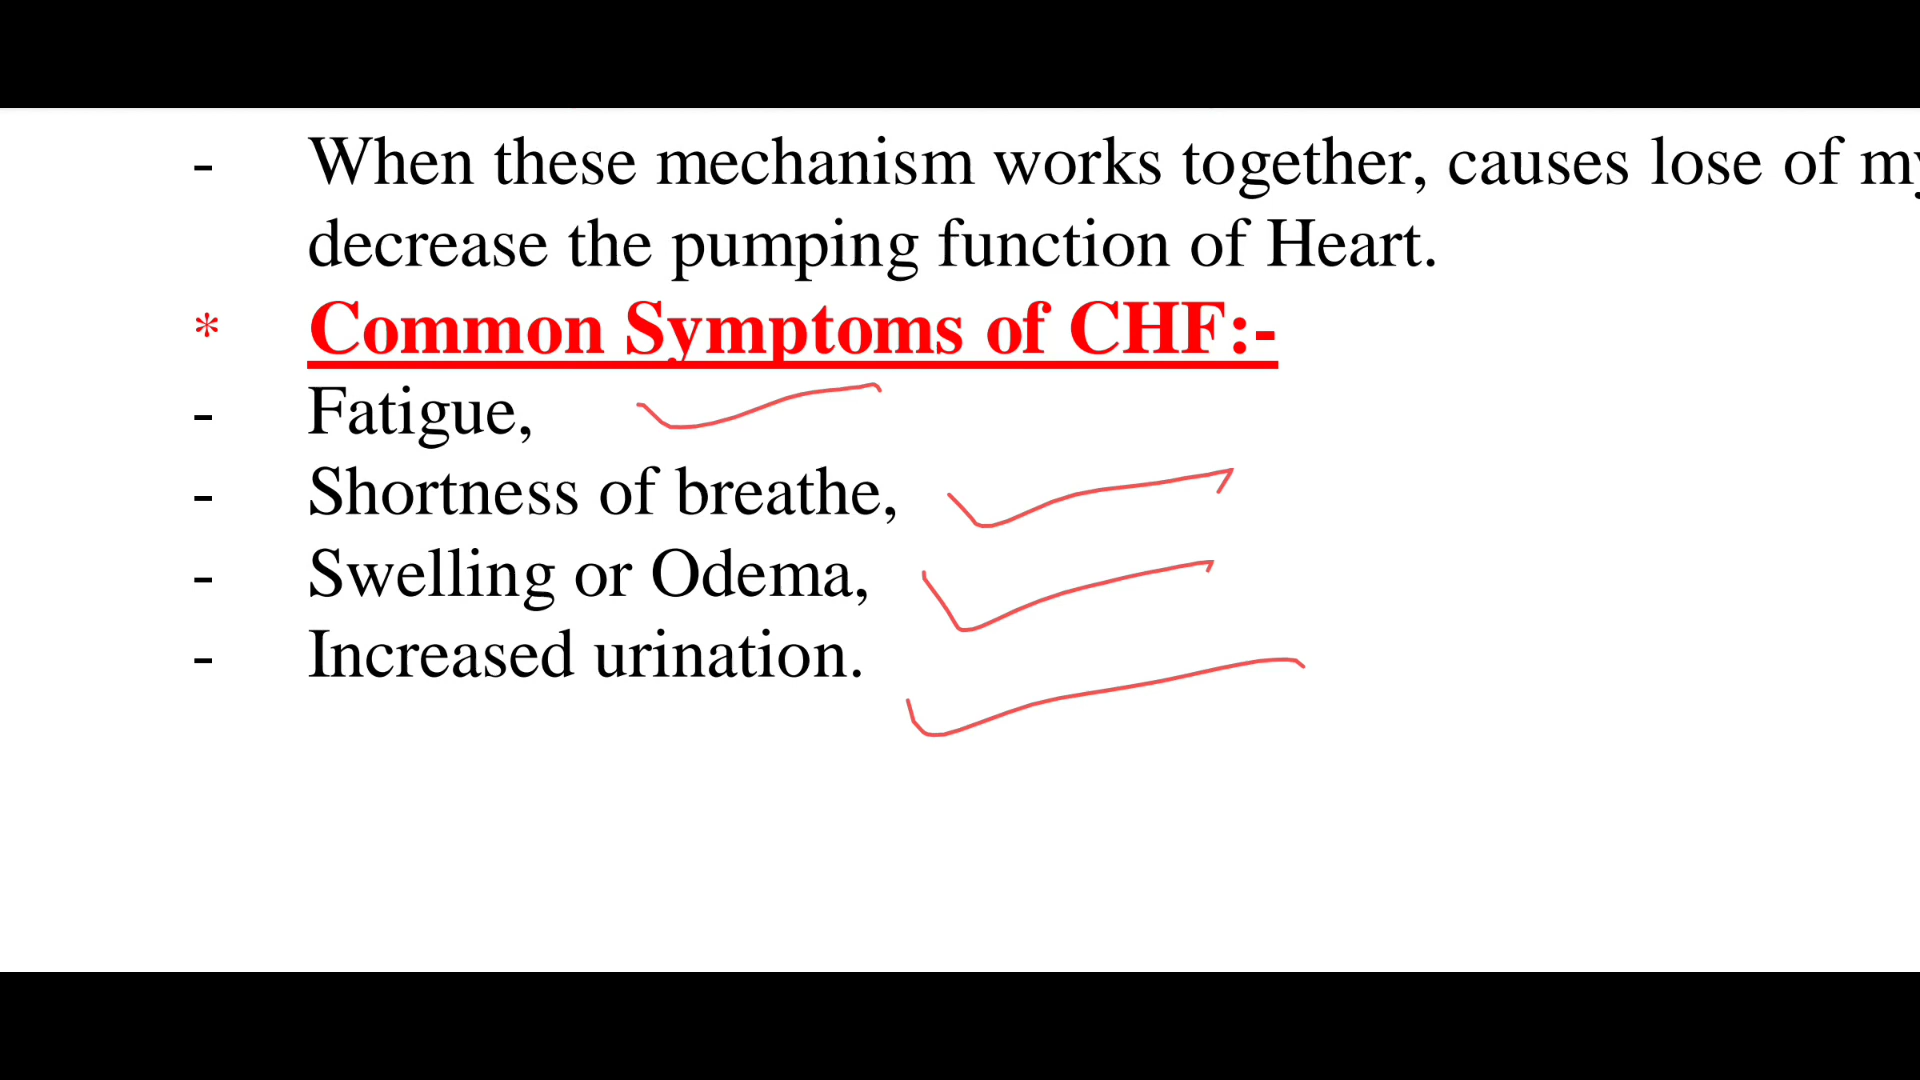 - When these mechanism works together, causes lose of
decrease the pumping function of Heart.
* Common Symptoms of CHF:-
- Fatigue,
- Shortness of breathe,
- Swelling or Odema,
- Increased urination.